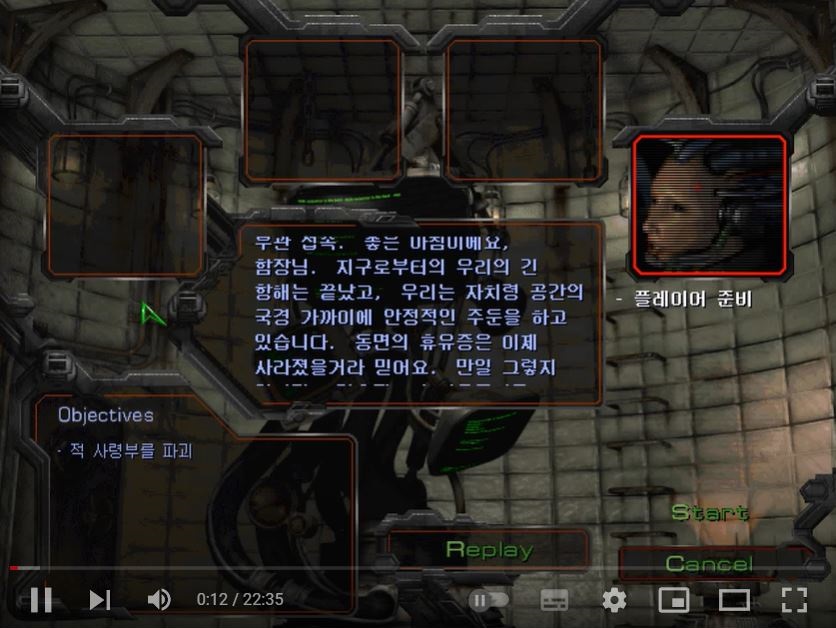 무관 접속. 좋은 아침이에요,
함장님. 지구로부터의 우리의 긴
항해는 끝났고, 우리는 자치령 공간의
국경 가까이에 안정적인 주둔을 하고
있습니다. 동면의 휴유증은 이제
사라졌을거라 믿어요. 만일 그렇지
- 플레이어 준비
Objectives
- 적 사령부를 파괴
Start
Replay
Cancel
0:12 / 22:35